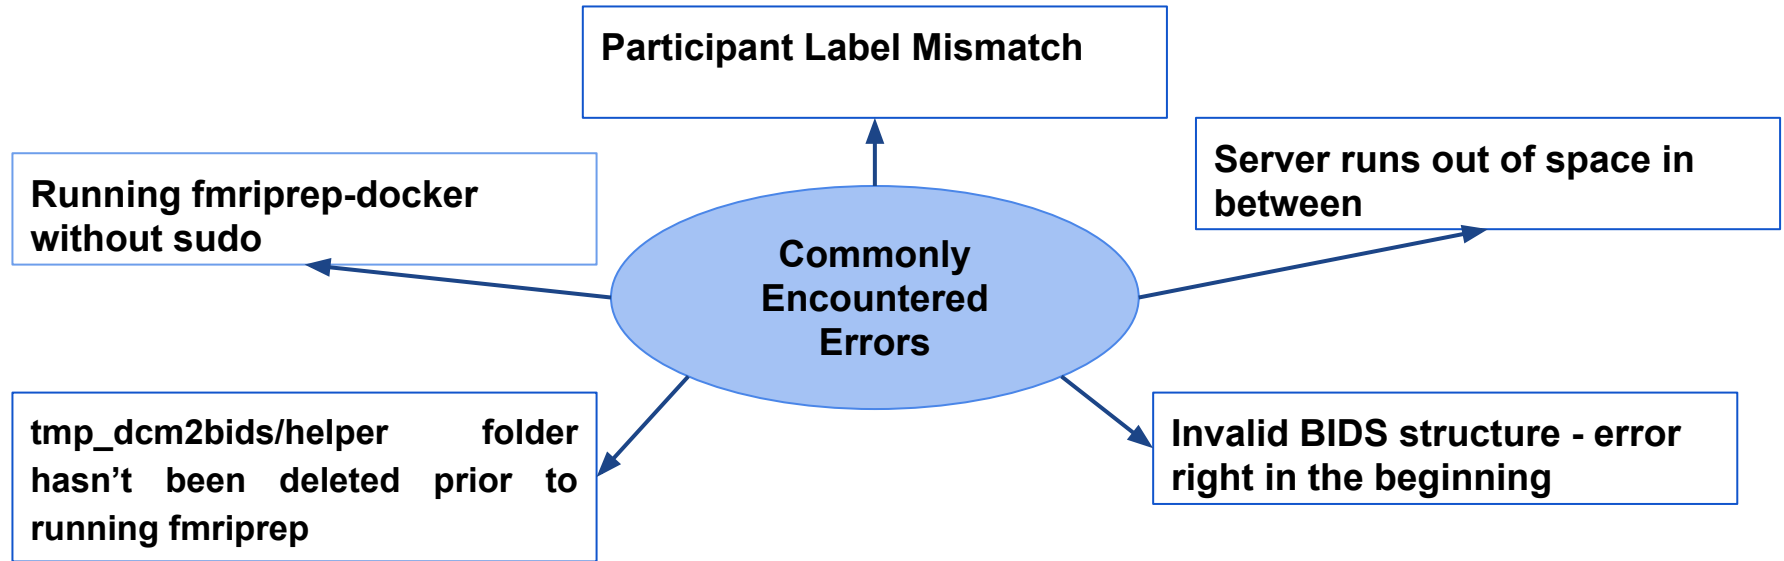 Participant Label Mismatch
Running fmriprep-docker
without sudo
Server runs out of space in
between
Commonly
Encountered
Errors
tmp_dcm2bids/helper folder
hasn’t been deleted prior to
running fmriprep
Invalid BIDS structure - error
right in the beginning